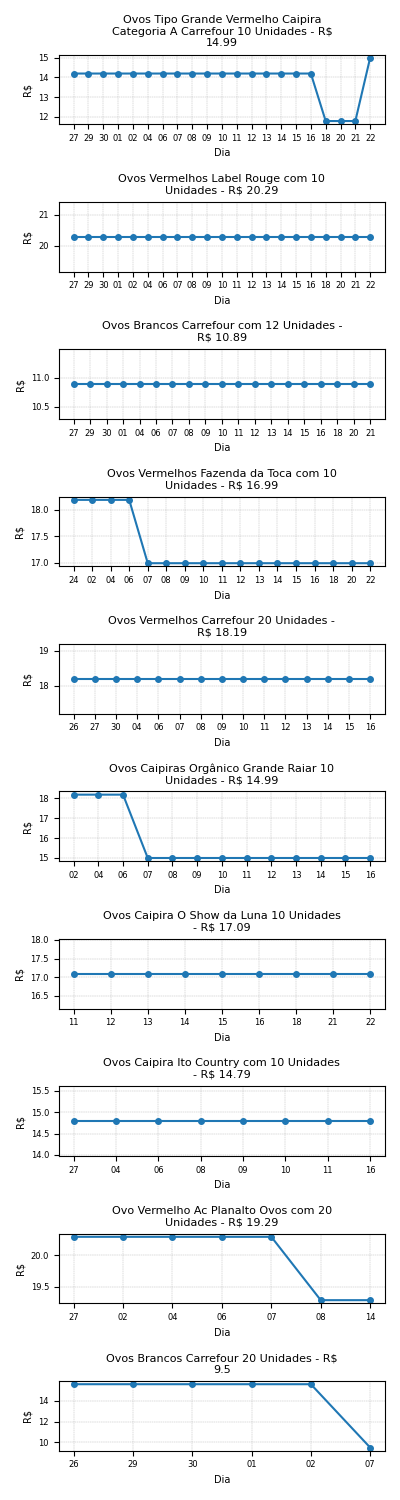 Ovos Tipo Grande Vermelho Caipira
Categoria A Carrefour 10 Unidades - R$
14.99
15
14
13
12
R$
27 29 30 01 02 04 06 07 08 09 10 11 12 13 14 15 16 18 20 21 22
Dia
Ovos Vermelhos Label Rouge com 10
Unidades - R$ 20.29
21
20
R$
27 29 30 01 02 04 06 07 08 09 10 11 12 13 14 15 16 18 20 21 22
Dia
Ovos Brancos Carrefour com 12 Unidades -
R$ 10.89
11.0
10.5
R$
27 29 30 01 04 06 07 08 09 10 11 12 13 14 15 16 18 20 21
Dia
Ovos Vermelhos Fazenda da Toca com 10
Unidades - R$ 16.99
18.0
17.5
17.0
R$
24 02 04 06 07 08 09 10 11 12 13 14 15 16 18 20 22
Dia
Ovos Vermelhos Carrefour 20 Unidades -
R$ 18.19
19
18
R$
26 27 30 04 06 07 08 09 10 11 12 13 14 15 16
Dia
Ovos Caipiras Orgânico Grande Raiar 10
Unidades - R$ 14.99
18
17
16
15
R$
02 04 06 07 08 09 10 11 12 13 14 15 16
Dia
Ovos Caipira O Show da Luna 10 Unidades
- R$ 17.09
18.0
17.5
17.0
16.5
R$
11 12 13 14 15 16 18 21 22
Dia
Ovos Caipira Ito Country com 10 Unidades
- R$ 14.79
15.5
15.0
14.5
14.0
R$
27 04 06 08 09 10 11 16
Dia
Ovo Vermelho Ac Planalto Ovos com 20
Unidades - R$ 19.29
20.0
19.5
R$
27 02 04 06 07 08 14
Dia
Ovos Brancos Carrefour 20 Unidades - R$
9.5
14
12
10
R$
26 29 30 01 02 07
Dia